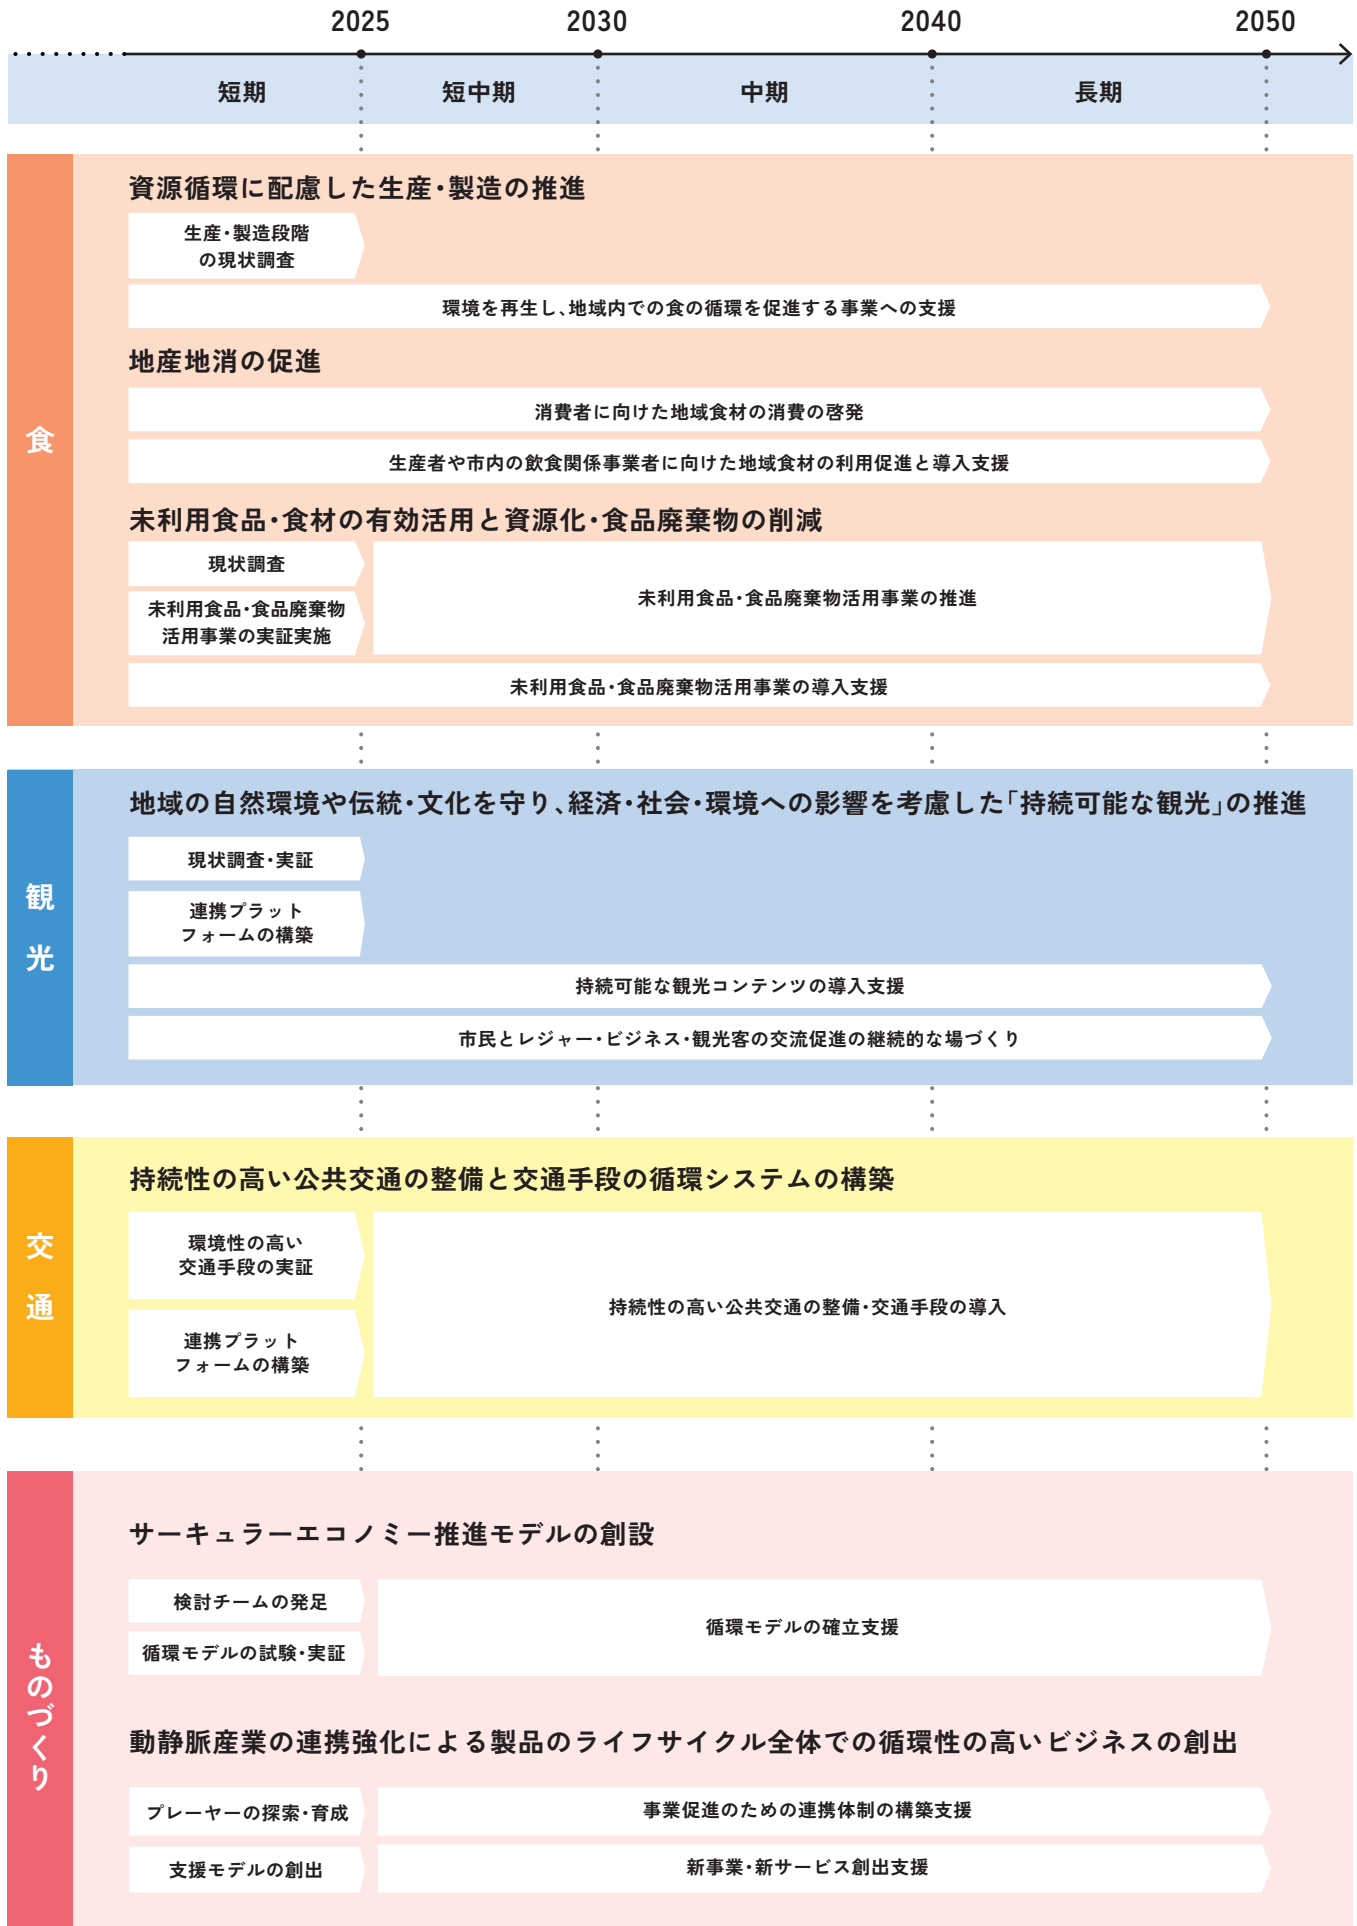 2025 2030 2040 2050
短期 短中期 中期 長期
食
資源循環に配慮した生産・製造の推進
生産・製造段階
の現状調査
環境を再生し、地域内での食の循環を促進する事業への支援
地産地消の促進
消費者に向けた地域食材の消費の啓発
生産者や市内の飲食関係事業者に向けた地域食材の利用促進と導入支援
未利用食品・食材の有効活用と資源化・食品廃棄物の削減
現状調査
未利用食品・食品廃棄物
活用事業の実証実施
未利用食品・食品廃棄物活用事業の推進
未利用食品・食品廃棄物活用事業の導入支援
観光
地域の自然環境や伝統・文化を守り、経済・社会・環境への影響を考慮した「持続可能な観光」の推進
現状調査・実証
連携プラット
フォームの構築
持続可能な観光コンテンツの導入支援
市民とレジャー・ビジネス・観光客の交流促進の継続的な場づくり
交通
持続性の高い公共交通の整備と交通手段の循環システムの構築
環境性の高い
交通手段の実証
連携プラット
フォームの構築
持続性の高い公共交通の整備・交通手段の導入
ものづくり
サーキュラーエコノミー推進モデルの創設
検討チームの発足
循環モデルの試験・実証
循環モデルの確立支援
動静脈産業の連携強化による製品のライフサイクル全体での循環性の高いビジネスの創出
プレーヤーの探索・育成
事業促進のための連携体制の構築支援
支援モデルの創出
新事業・新サービス創出支援